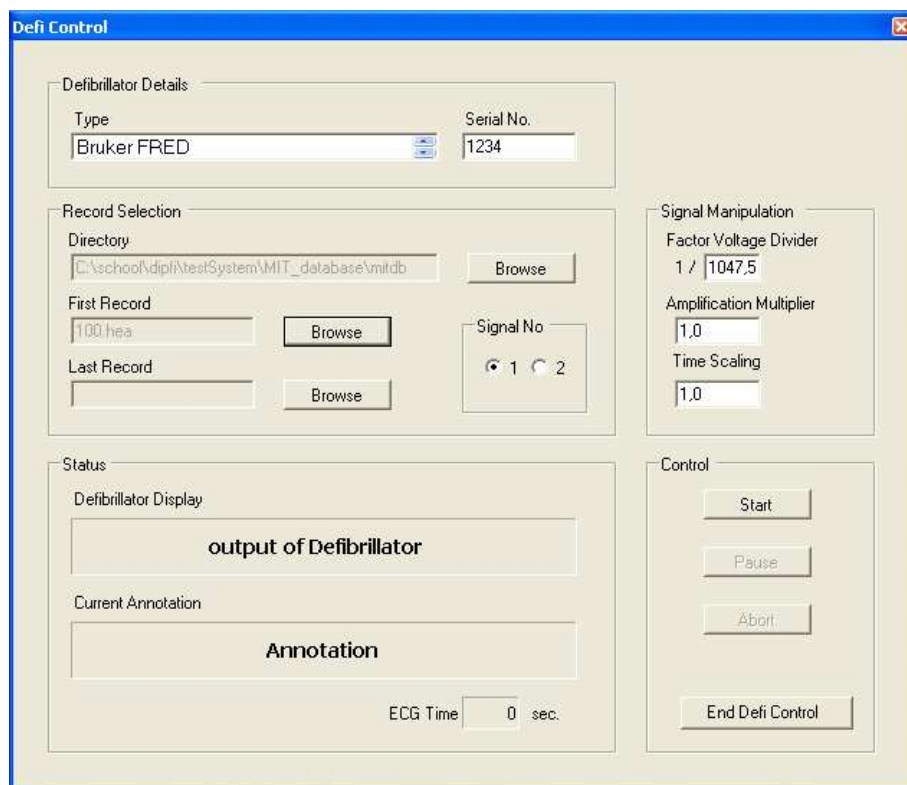 Defi Control
Defibrillator Details
Type
Serial No.
Bruker FRED
1234
Record Selection
Directory
C:\school\dipli\testSystem\MIT_database\mitdb
Browse
First Record
100.hea
Browse
Last Record
Browse
Signal No
1 2
Signal Manipulation
Factor Voltage Divider
1 / 1047,5
Amplification Multiplier
1,0
Time Scaling
1,0
Status
Defibrillator Display
output of Defibrillator
Current Annotation
Annotation
ECG Time 0 sec.
Control
Start
Pause
Abort
End Defi Control